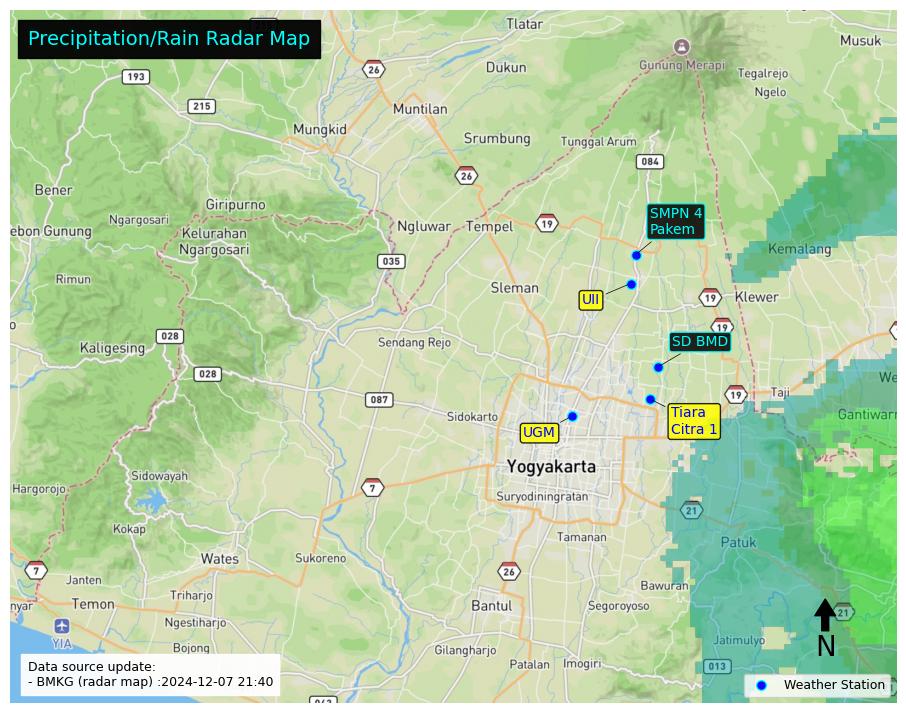 Precipitation/Rain Radar Map
Tlatar
Musuk
26
Gunung Merapi
193
Dukun
Tegalrejo
Ngelo
215
Muntilan
Mungkid
Srumbung
Tunggal Arum
084
26
Bener
Giripurno
SMPN 4
Pakem
Ngargosari
ebon Gunung
Kelurahan
Ngargosari
Ngluwar
Tempel
19
Kemalang
035
Rimun
Sleman
UII
19
Klewer
19
028
Kaligesing
Sendang Rejo
SD BMD
028
We
087
19
Taji
Sidokarto
Tiara
Citra 1
Gantiwarn
UGM
Yogyakarta
Sidowayah
Hargorojo
7
Suryodiningratan
21
Kokap
Tamanan
Patuk
Wates
Sukoreno
7
26
Janten
Bawuran
Triharjo
nyar
Temon
Bantul
Segoroyoso
21
Ngestiharjo
YIA
Jatimulyo
N
Bojong
Gilangharjo
Patalan
Imogiri
013
Data source update:
- BMKG (radar map) :2024-12-07 21:40
Weather Station